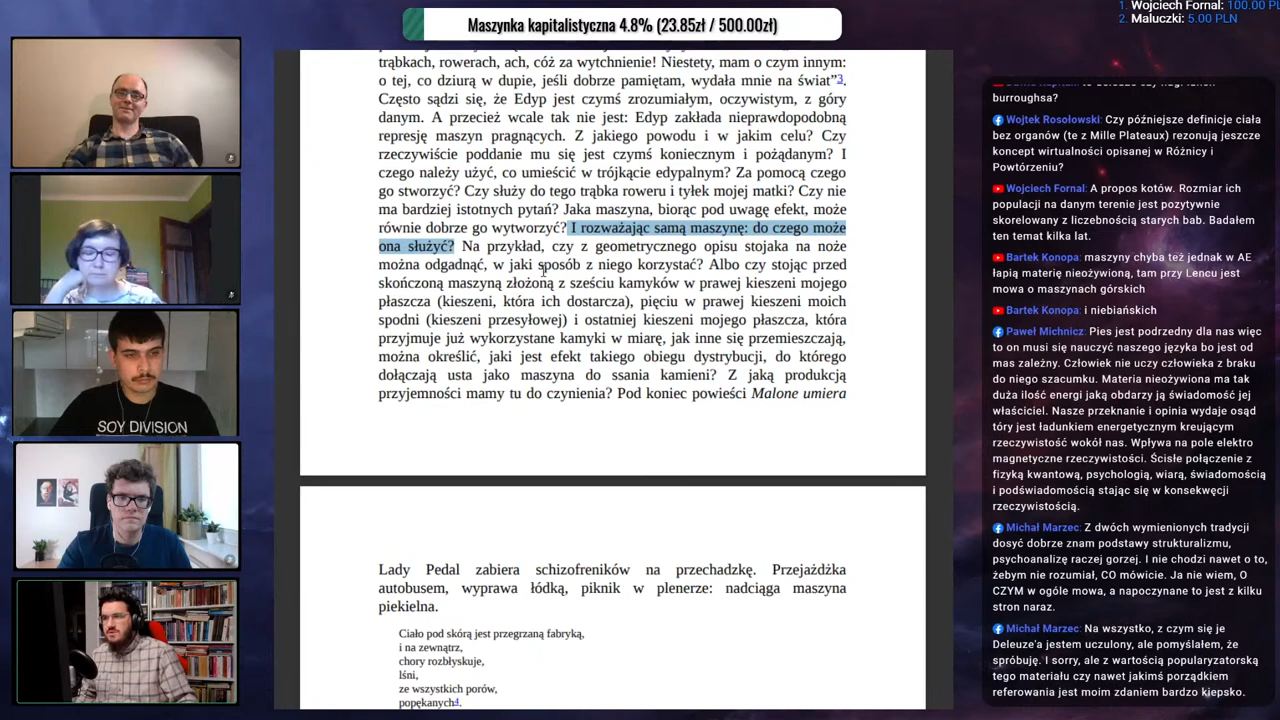 Maszynka kapitalistyczna 4.8% (23.85zł / 500.00zł)
1. Wojciech Fornal: 100.00 PL
2. Maluczki: 5.00 PLN
trąbkach, rowerach, ach, cóż za wytchnienie! Niestety, mam o czym innym:
o tej, co dziurą w dupie, jeśli dobrze pamiętam, wydała mnie na świat”3.
Często sądzi się, że Edyp jest czymś zrozumiałym, oczywistym, z góry
danym. A przecież wcale tak nie jest: Edyp zakłada nieprawdopodobną
represję maszyn pragnących. Z jakiego powodu i w jakim celu? Czy
rzeczywiście poddanie mu się jest czymś koniecznym i pożądanym? I
czego należy użyć, co umieścić w trójkącie edypalnym? Za pomocą czego
go stworzyć? Czy służy do tego trąbka roweru i tyłek mojej matki? Czy nie
ma bardziej istotnych pytań? Jaka maszyna, biorąc pod uwagę efekt, może
równie dobrze go wytworzyć? I rozważając samą maszynę: do czego może
ona służyć? Na przykład, czy z geometrycznego opisu stojaka na noże
można odgadnąć, w jaki sposób z niego korzystać? Albo czy stojąc przed
skończoną maszyną złożoną z sześciu kamyków w prawej kieszeni mojego
płaszcza (kieszeni, która ich dostarcza), pięciu w prawej kieszeni moich
spodni (kieszeni przesyłowej) i ostatniej kieszeni mojego płaszcza, która
przyjmuje już wykorzystane kamyki w miarę, jak inne się przemieszczają,
można określić, jaki jest efekt takiego obiegu dystrybucji, do którego
dołączają usta jako maszyna do ssania kamieni? Z jaką produkcją
przyjemności mamy tu do czynienia? Pod koniec powieści Malone umiera
Lady Pedal zabiera schizofreników na przechadzkę. Przejażdżka
autobusem, wyprawa łódką, piknik w plenerze: nadciąga maszyna
piekielna.
Ciało pod skórą jest przegrzaną fabryką,
i na zewnątrz,
chory rozbłyskuje,
lśni,
ze wszystkich porów,
popękanych4.
SOY DIVISION
burroughsa?
Wojtek Rosołowski: Czy późniejsze definicje ciała
bez organów (te z Mille Plateaux) rezonują jeszcze
koncept wirtualności opisanej w Różnicy i
Powtórzeniu?
Wojciech Fornal: A propos kotów. Rozmiar ich
populacji na danym terenie jest pozytywnie
skorelowany z licznością starych bab. Badałem
ten temat kilka lat.
Bartek Konopa: maszyny chyba też jednak w AE
łapią materię nieożywioną, tam przy Lencu jest
mowa o maszynach górskich
Bartek Konopa: i niebiańskich
Paweł Michnicz: Pies jest podrzędny dla nas więc
to on musi się nauczyć naszego języka bo jest od
mas zależny. Człowiek nie uczy człowieka z braku
do niego szacumku. Materia nieożywiona ma tak
duża ilość energi jaką obdarzy ją świadomość jej
właściciel. Nasze przeknanie i opinia wydaje osąd
tóry jest ładunkiem energetycznym kreującym
rzeczywistość wokół nas. Wpływa na pole elektro
magnetyczne rzeczywistości. Ścisłe połączenie z
fizyką kwantową, psychologią, wiarą, świadomością
i podświadomością stając się w konsekwęcji
rzeczywistością.
Michał Marzec: Z dwóch wymienionych tradycji
dosyć dobrze znam podstawy strukturalizmu,
psychoanalizę raczej gorzej. I nie chodzi nawet o to,
żebym nie rozumiał, CO mówicie. Ja nie wiem, O
CZYM w ogóle mowa, a napoczynane to jest z kilku
stron naraz.
Michał Marzec: Na wszystko, z czym się je
Deleuze'a jestem uczulony, ale pomyślałem, że
spróbuję. I sorry, ale z wartością popularyzatorską
tego materiału czy nawet jakimś porządkiem
referowania jest moim zdaniem bardzo kiepsko.